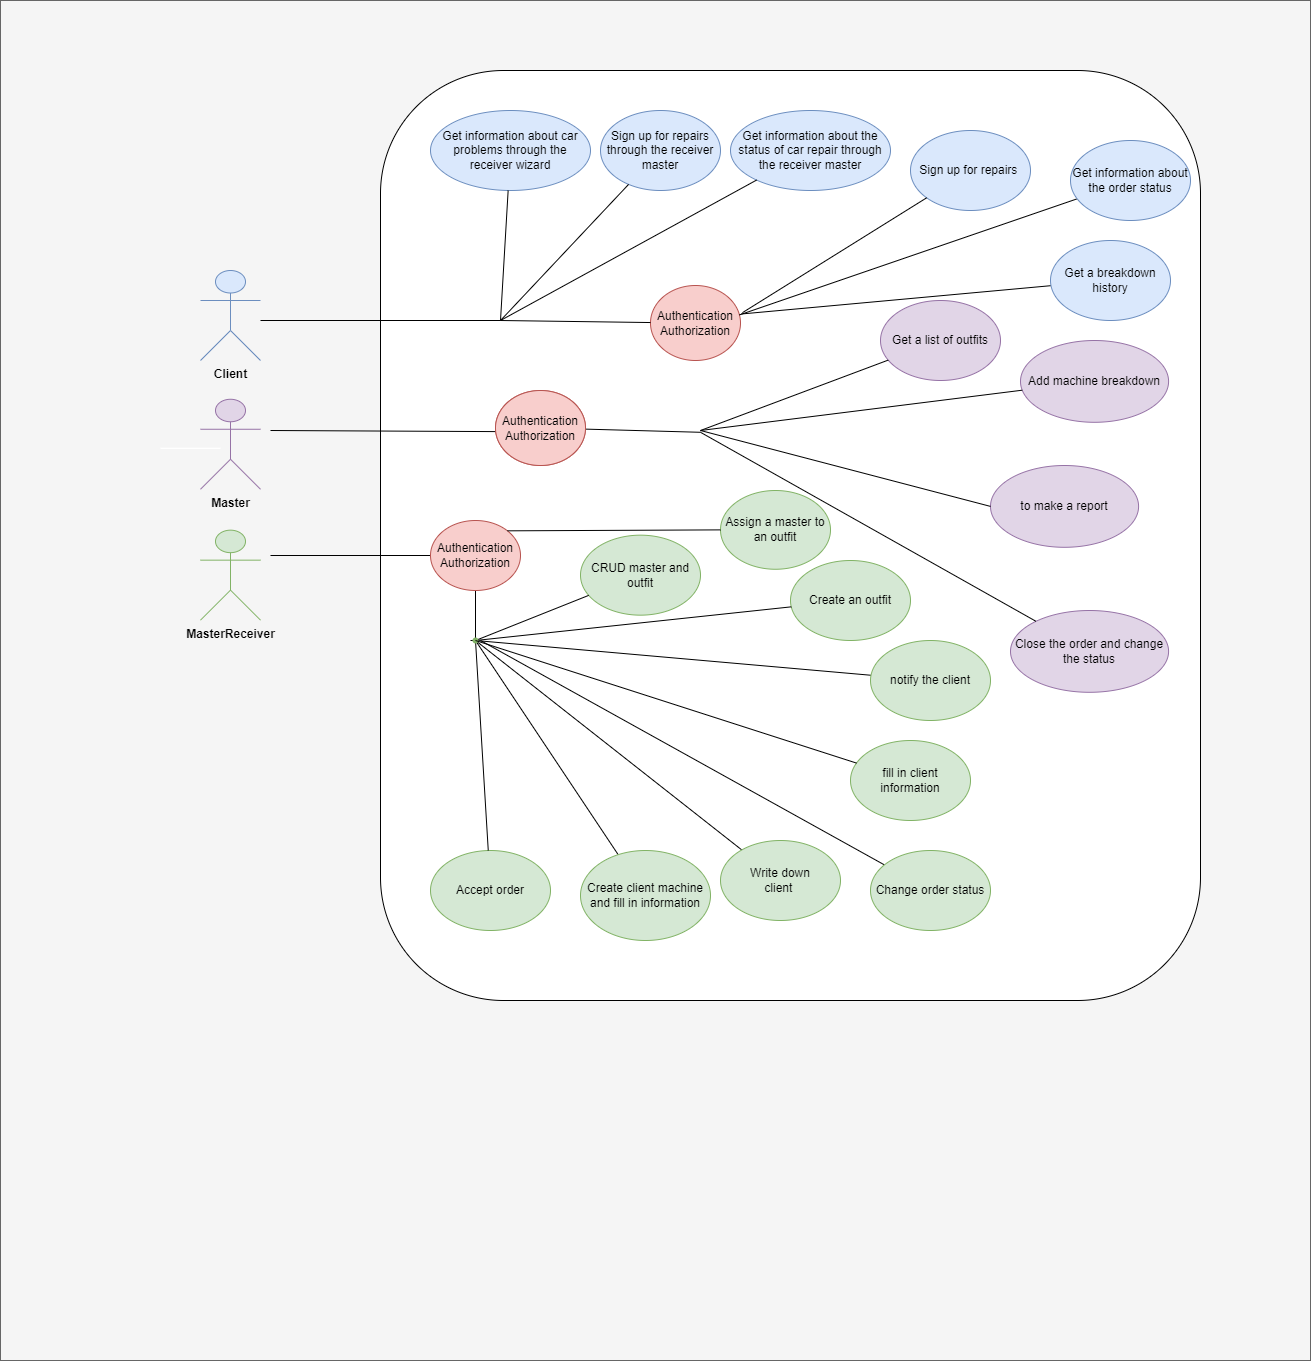 Get information about car
problems through the
receiver wizard
Sign up for repairs
through the receiver
master
Get information about the
status of car repair through
the receiver master
Sign up for repairs
Get information about
the order status
Get a breakdown
history
Authentication
Authorization
Client
Get a list of outfits
Add machine breakdown
Authentication
Authorization
Master
to make a report
Assign a master to
an outfit
Authentication
Authorization
CRUD master and
outfit
Create an outfit
MasterReceiver
Close the order and change
the status
notify the client
fill in client
information
Accept order
Create client machine
and fill in information
Write down
client
Change order status